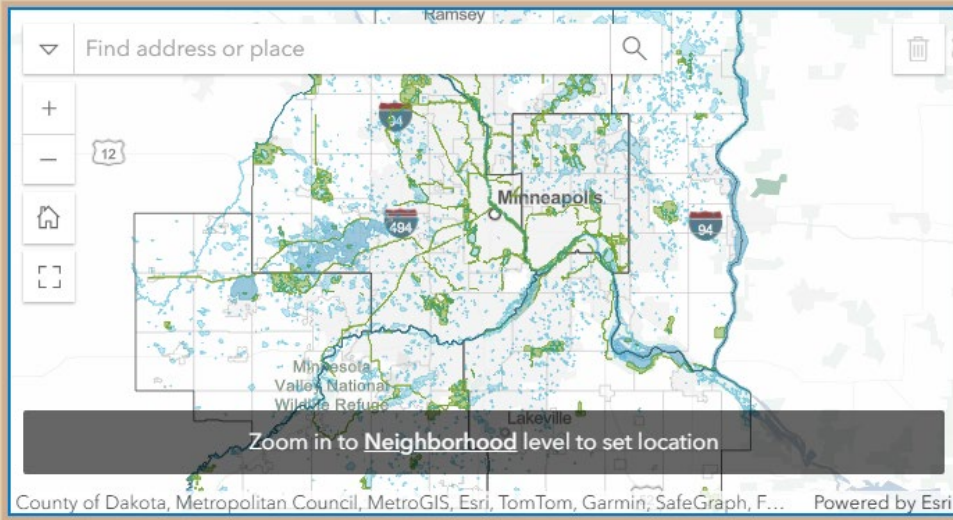 Ramsey
Find address or place
94
12
Minneapolis
494
94
Minnesota
Valley National
Wildlife Refuge
Lakeville
Zoom in to Neighborhood level to set location
County of Dakota, Metropolitan Council, MetroGIS, Esri, TomTom, Garmin, SafeGraph, F... Powered by Esri